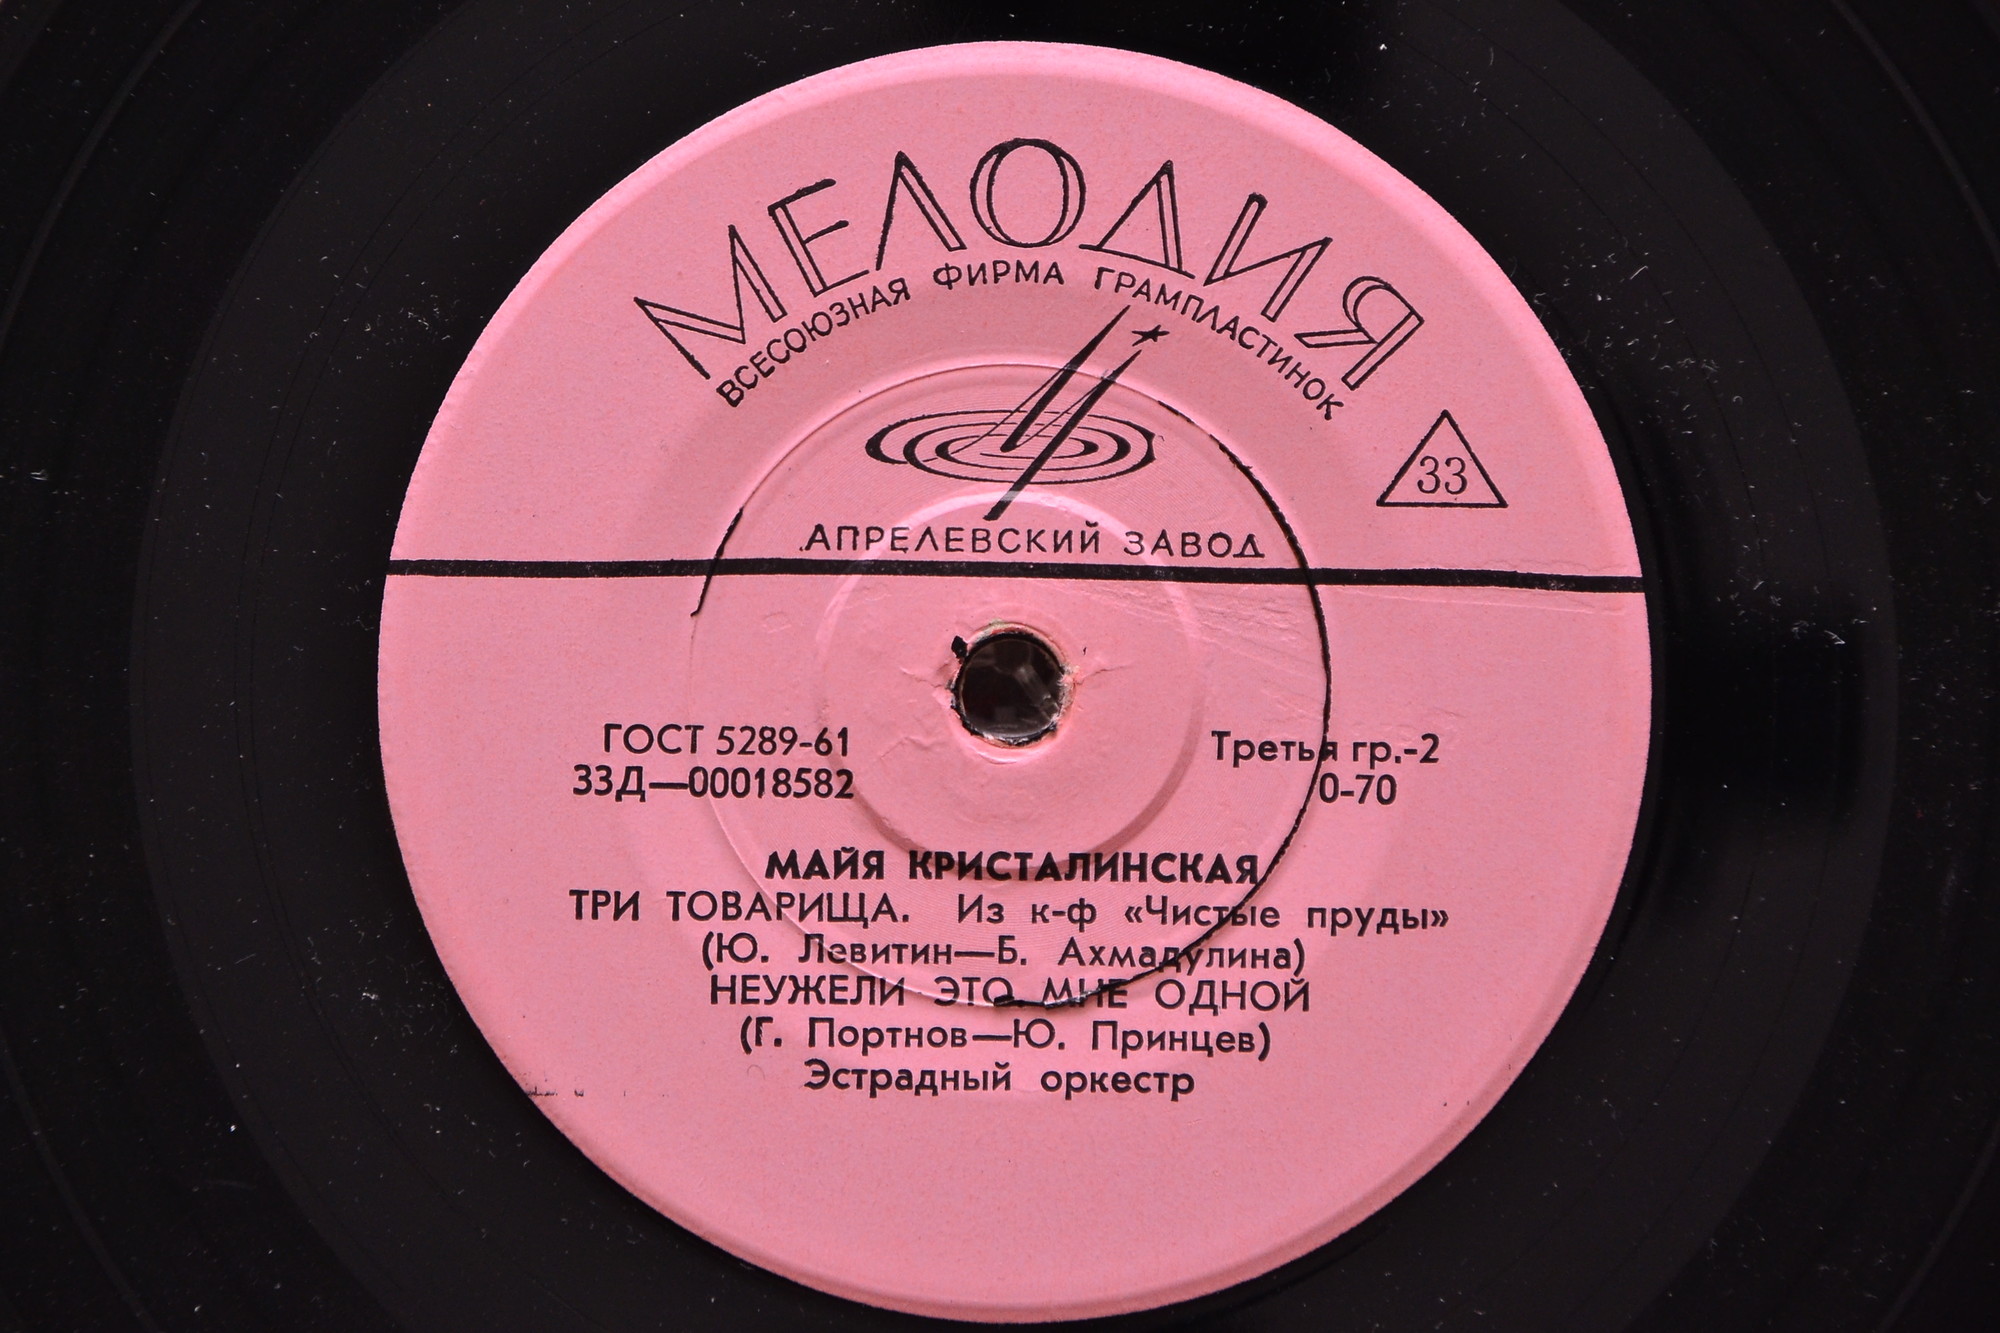 МЕЛОДИЯ
ВСЕСОЮЗНАЯ ФИРМА ГРАМПЛАСТИНОК
33
АПРЕЛЕВСКИЙ ЗАВОД
ГОСТ 5289-61
33Д—00018582
Третья гр.-2
0-70
МАЙЯ КРИСТАЛИНСКАЯ
ТРИ ТОВАРИЩА. Из к-ф «Чистые пруды»
(Ю. Левитин—Б. Ахмадулина)
НЕУЖЕЛИ ЭТО МНЕ ОДНОЙ
(Г. Портнов—Ю. Принцев)
Эстрадный оркестр